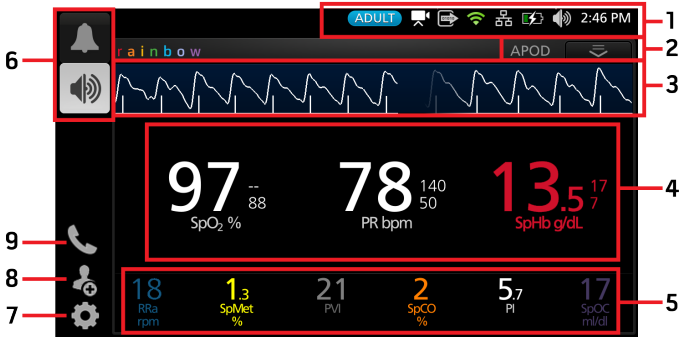 ADULT 2:46 PM 1
rainbow APOD 2
6
3
97 -- 88 SpO₂ %
78 140 50 PR bpm
13.5 17 7 SpHb g/dL
4
9
8
7
18 RRa rpm
1.3 SpMet %
21 PVI
2 SpCO %
5.7 PI
17 SpOC ml/dl
5